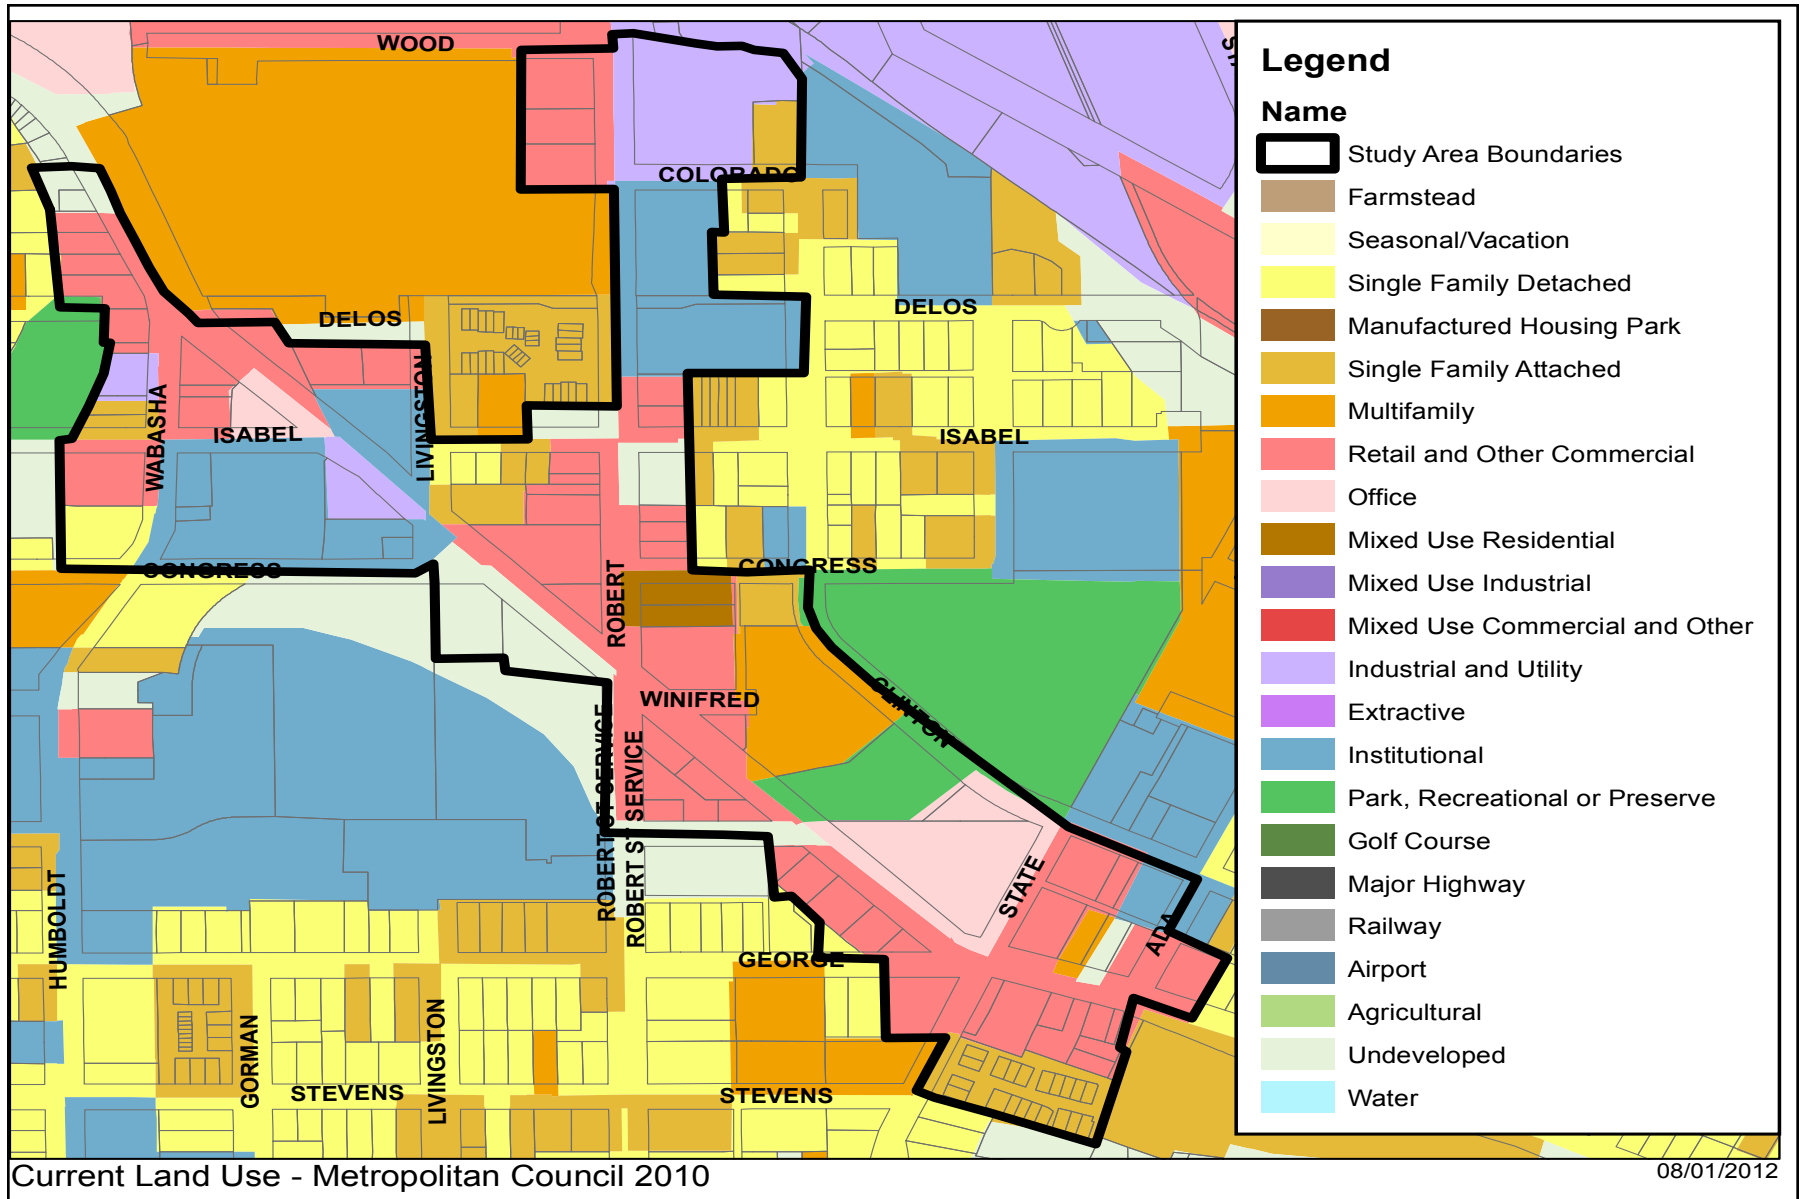 WOOD
COLORADO
DELOS
DELOS
LIVINGSTON
WABASHA
ISABEL
ISABEL
CONGRESS
CONGRESS
ROBERT
WINIFRED
CLINTON
ROBERT ST SERVICE
ROBERT ST SERVICE
STATE
ADA
HUMBOLDT
GEORGE
GORMAN
LIVINGSTON
STEVENS
STEVENS
Legend
Name
Study Area Boundaries
Farmstead
Seasonal/Vacation
Single Family Detached
Manufactured Housing Park
Single Family Attached
Multifamily
Retail and Other Commercial
Office
Mixed Use Residential
Mixed Use Industrial
Mixed Use Commercial and Other
Industrial and Utility
Extractive
Institutional
Park, Recreational or Preserve
Golf Course
Major Highway
Railway
Airport
Agricultural
Undeveloped
Water
Current Land Use - Metropolitan Council 2010
08/01/2012